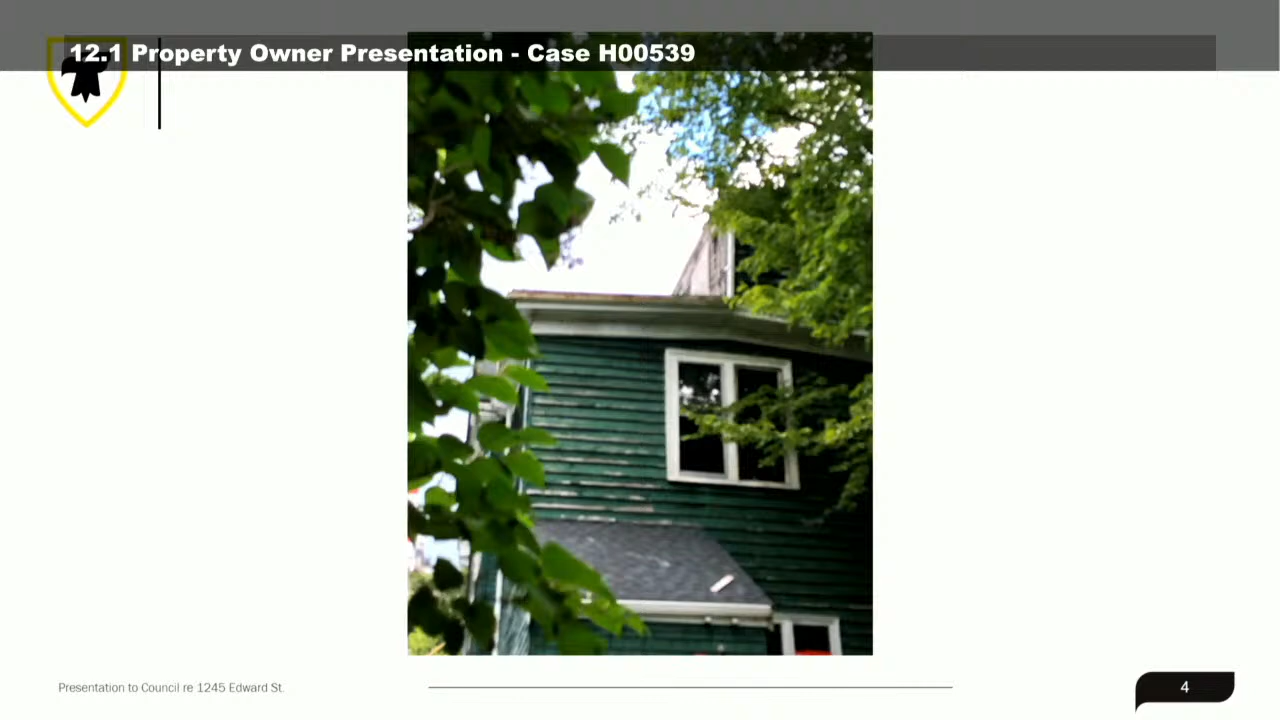 12.1 Property Owner Presentation - Case H00539
Presentation to Council re 1245 Edward St.
4